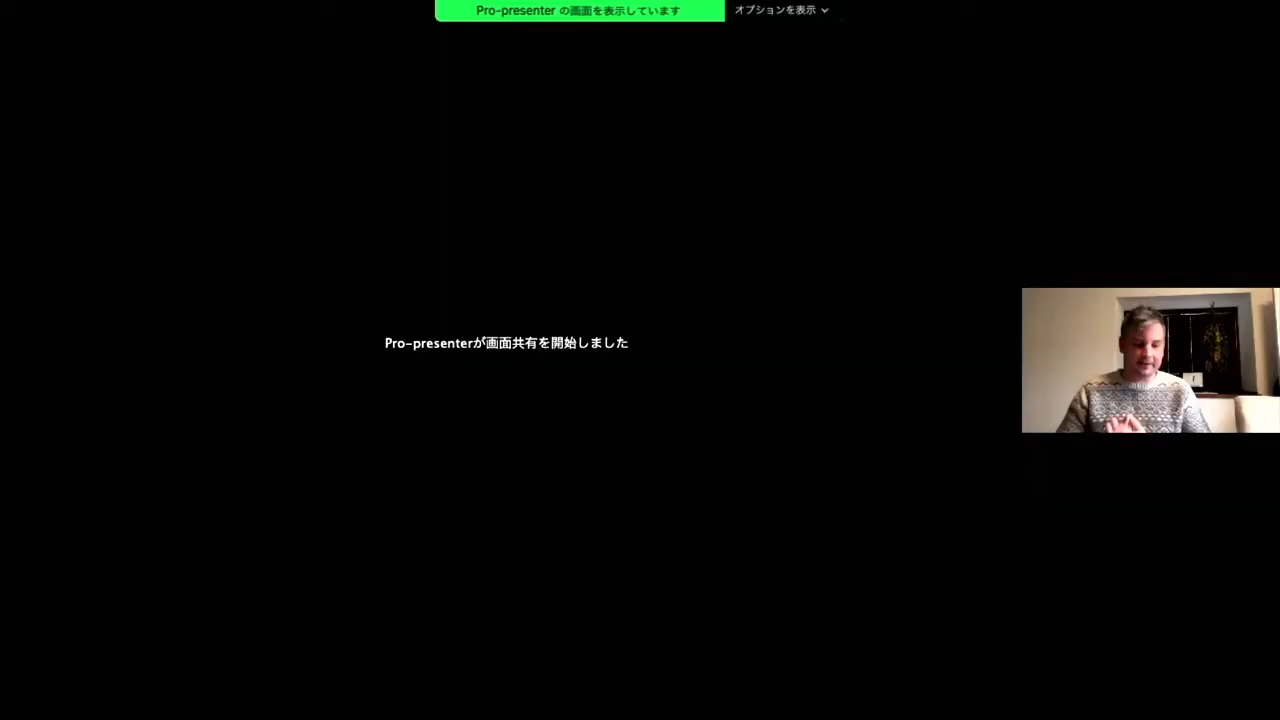 Pro-presenter の画面を表示しています
オプションを表示
Pro-presenterが画面共有を開始しました